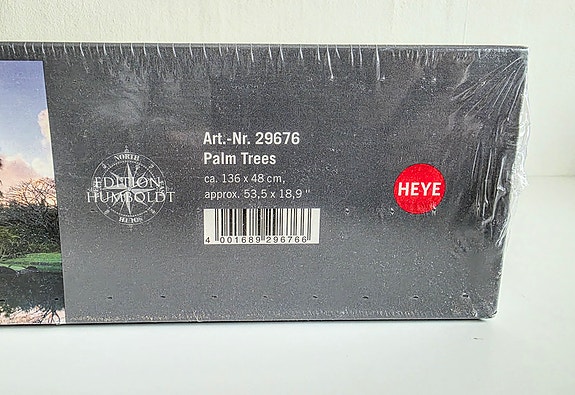 Art.-Nr. 29676
Palm Trees
ca. 136 x 48 cm,
approx. 53,5 x 18,9 "
NORTH
EDITION
HUMBOLDT
SOUTH
HEYE
4 001689 296766